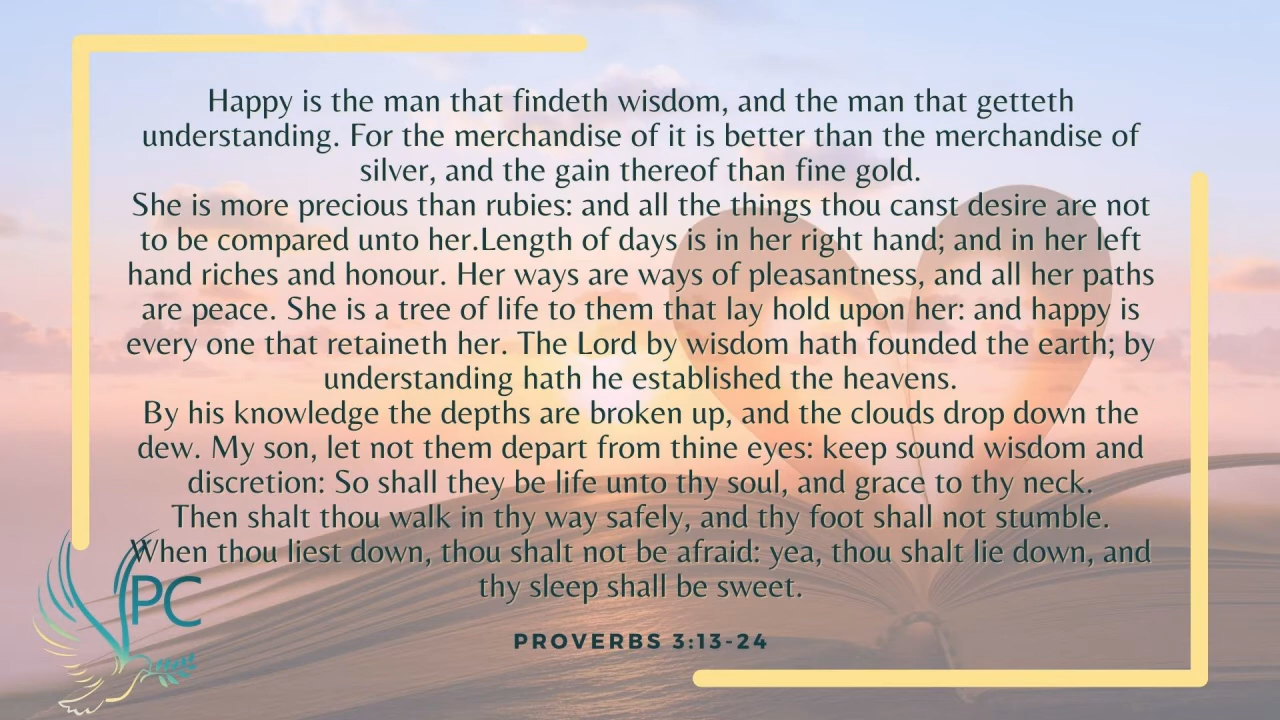 Happy is the man that findeth wisdom, and the man that getteth
understanding. For the merchandise of it is better than the merchandise of
silver, and the gain thereof than fine gold.
She is more precious than rubies: and all the things thou canst desire are not
to be compared unto her.Length of days is in her right hand; and in her left
hand riches and honour. Her ways are ways of pleasantness, and all her paths
are peace. She is a tree of life to them that lay hold upon her: and happy is
every one that retaineth her. The Lord by wisdom hath founded the earth; by
understanding hath he established the heavens.
By his knowledge the depths are broken up, and the clouds drop down the
dew. My son, let not them depart from thine eyes: keep sound wisdom and
discretion: So shall they be life unto thy soul, and grace to thy neck.
Then shalt thou walk in thy way safely, and thy foot shall not stumble.
When thou liest down, thou shalt not be afraid: yea, thou shalt lie down, and
thy sleep shall be sweet.
PROVERBS 3:13-24
VPC